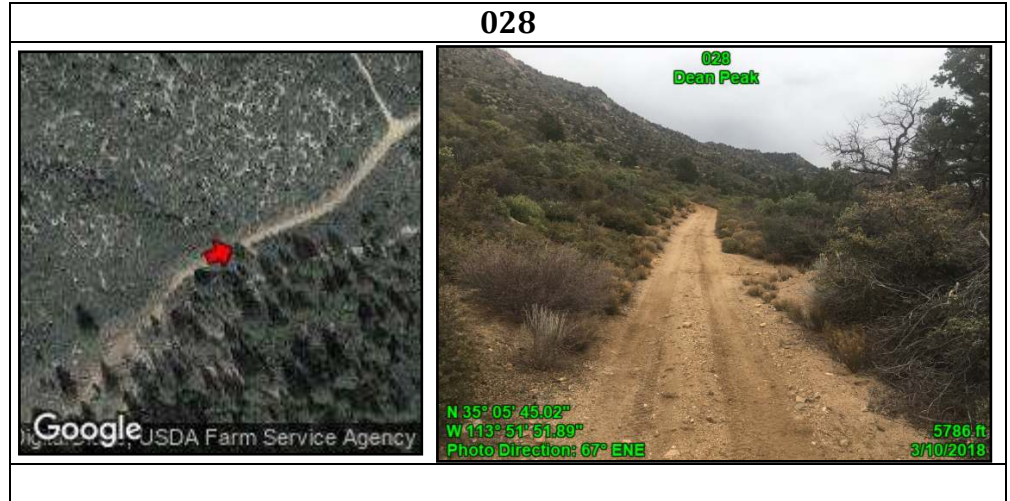 028
028
Dean Peak
N 35° 05' 45.02"
W 113° 51' 51.89"
Photo Direction: 67° ENE
5786 ft
3/10/2018
Google
USDA Farm Service Agency